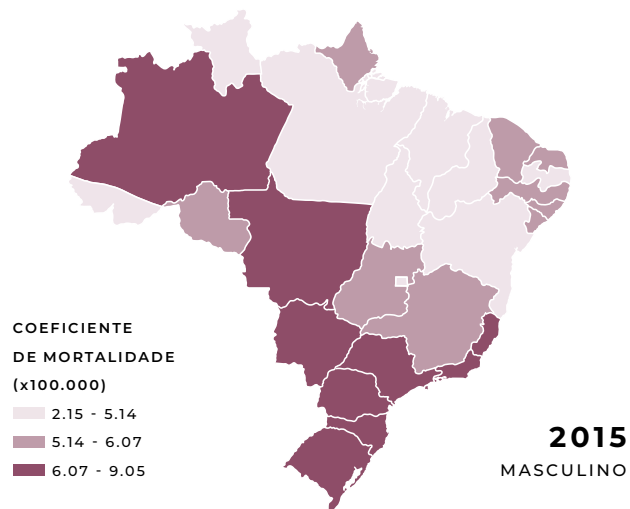 COEFICIENTE
DE MORTALIDADE
(x100.000)
2.15 - 5.14
5.14 - 6.07
6.07 - 9.05
2015
MASCULINO